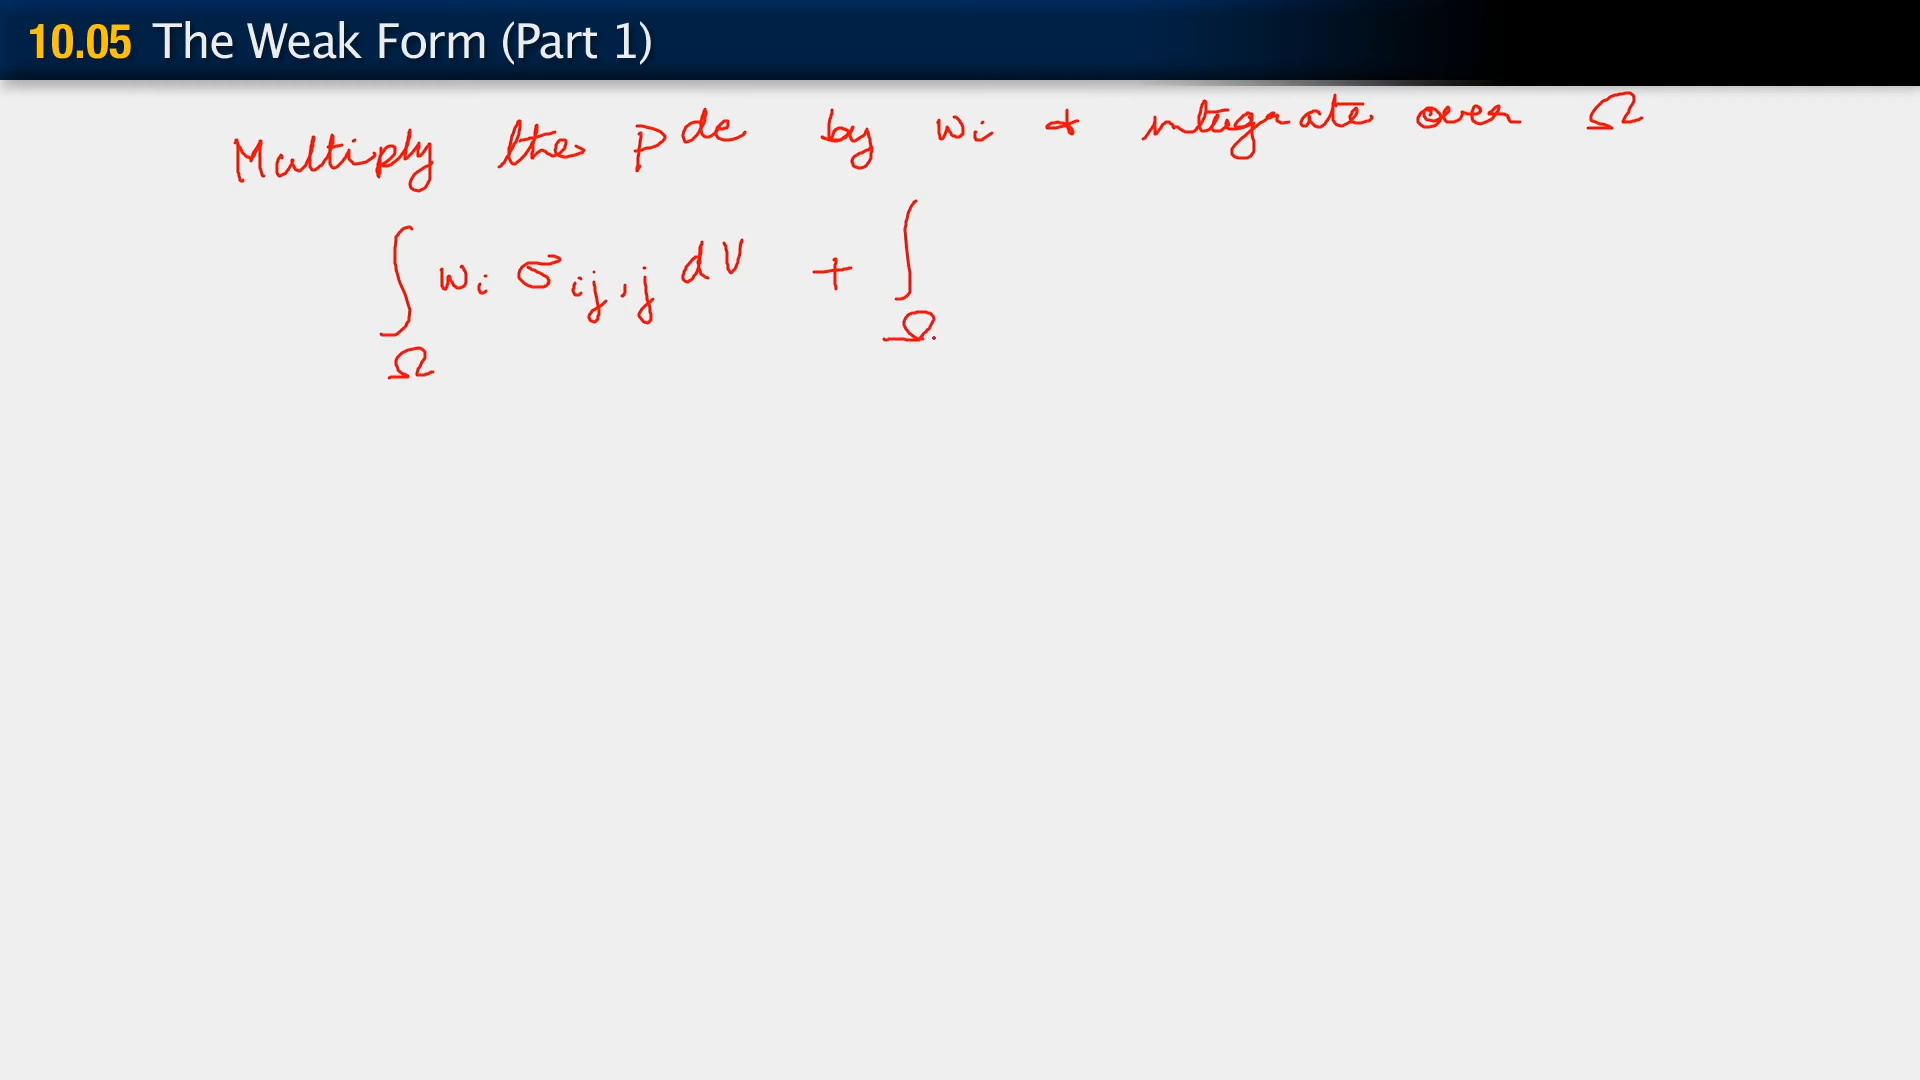 10.05 The Weak Form (Part 1)
Multiply the pde by wi & integrate over Ω
∫Ω wi σij,j dV + ∫Ω